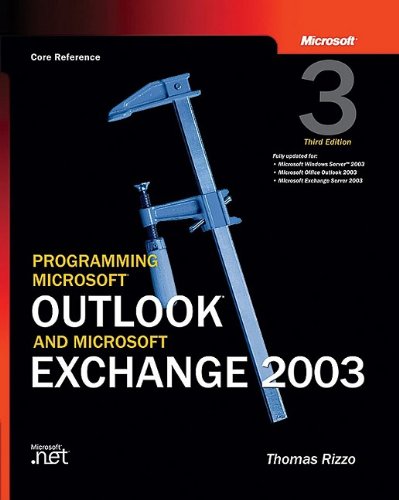 Microsoft
Core Reference
3
Third Edition
Fully updated for:
• Microsoft Windows Server™ 2003
• Microsoft Office Outlook 2003
• Microsoft Exchange Server 2003
PROGRAMMING
MICROSOFT®
OUTLOOK®
AND MICROSOFT
EXCHANGE 2003
Microsoft
.net
Thomas Rizzo